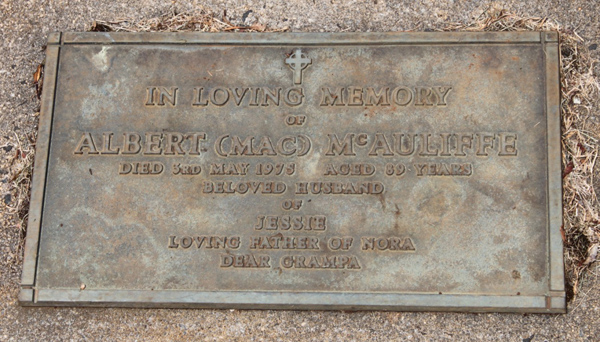 IN LOVING MEMORY
OF
ALBERT (MAC) McAULIFFE
DIED 3RD MAY 1975 AGED 89 YEARS
BELOVED HUSBAND
OF
JESSIE
LOVING FATHER OF NORA
DEAR GRAMPA